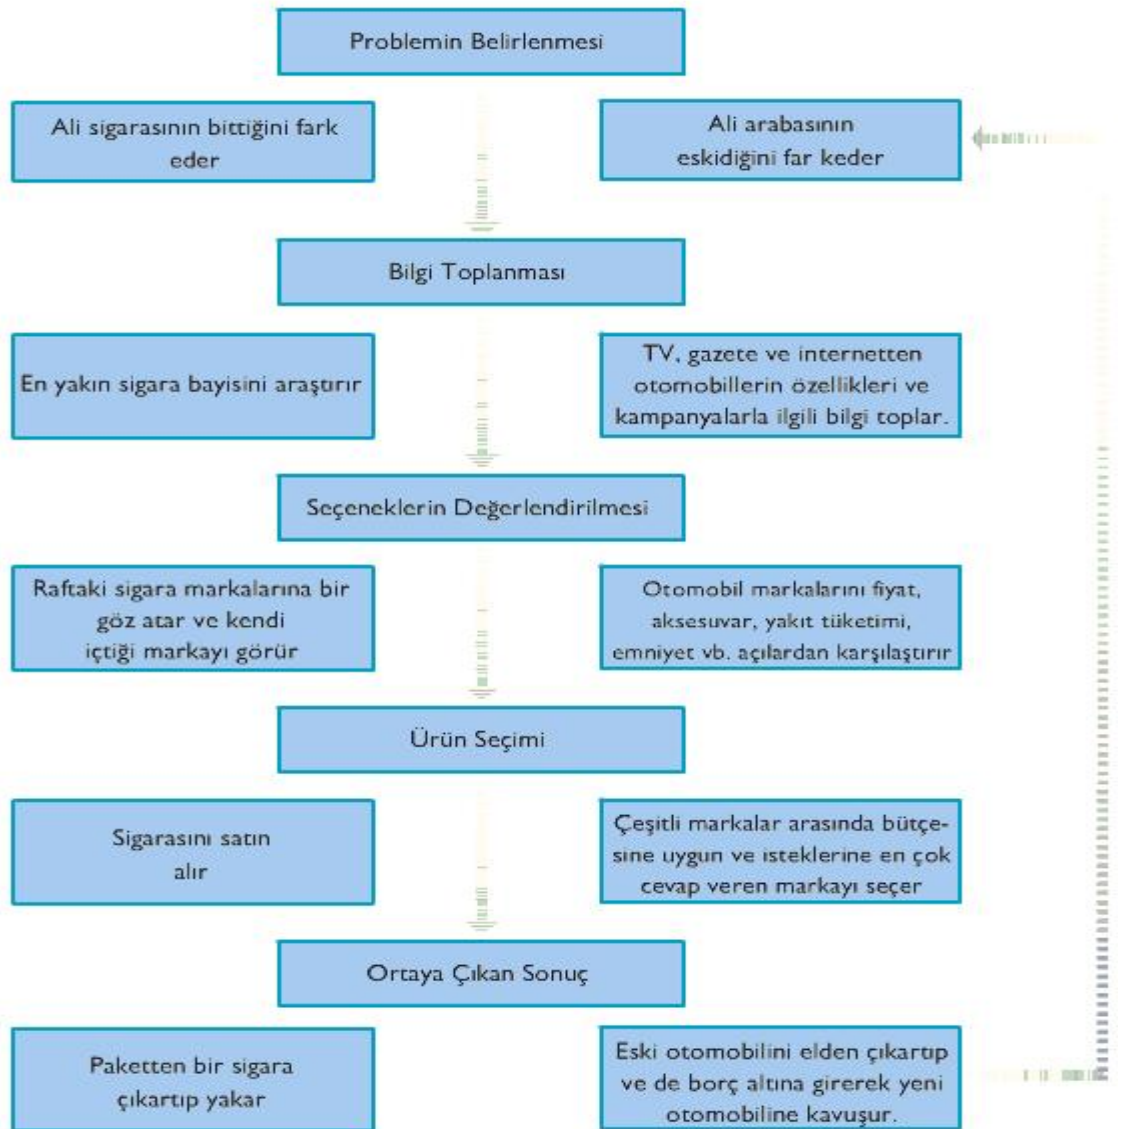 Problemin Belirlenmesi
Ali sigarasının bittiğini fark
eder
Ali arabasının
eskidiğini far keder
Bilgi Toplanması
En yakın sigara bayisini araştırır
TV, gazete ve internetten
otomobillerin özellikleri ve
kampanyalarla ilgili bilgi toplar.
Seçeneklerin Değerlendirilmesi
Raftaki sigara markalarına bir
göz atar ve kendi
içtiği markayı görür
Otomobil markalarını fiyat,
aksesuvar, yakıt tüketimi,
emniyet vb. açılardan karşılaştırır
Ürün Seçimi
Sigarasını satın
alır
Çeşitli markalar arasında bütçe-
sine uygun ve isteklerine en çok
cevap veren markayı seçer
Ortaya Çıkan Sonuç
Paketten bir sigara
çıkartıp yakar
Eski otomobilini elden çıkartıp
ve de borç altına girerek yeni
otomobiline kavuşur.